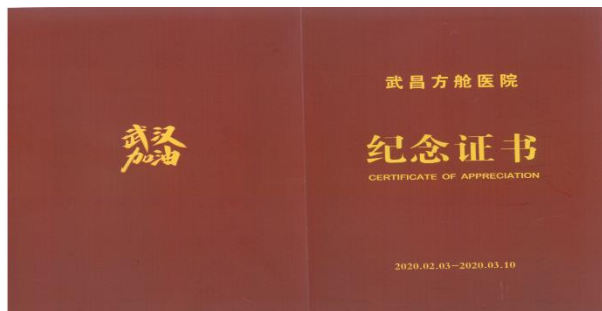 武汉
加油
武昌方舱医院
纪念证书
CERTIFICATE OF APPRECIATION
2020.02.03—2020.03.10